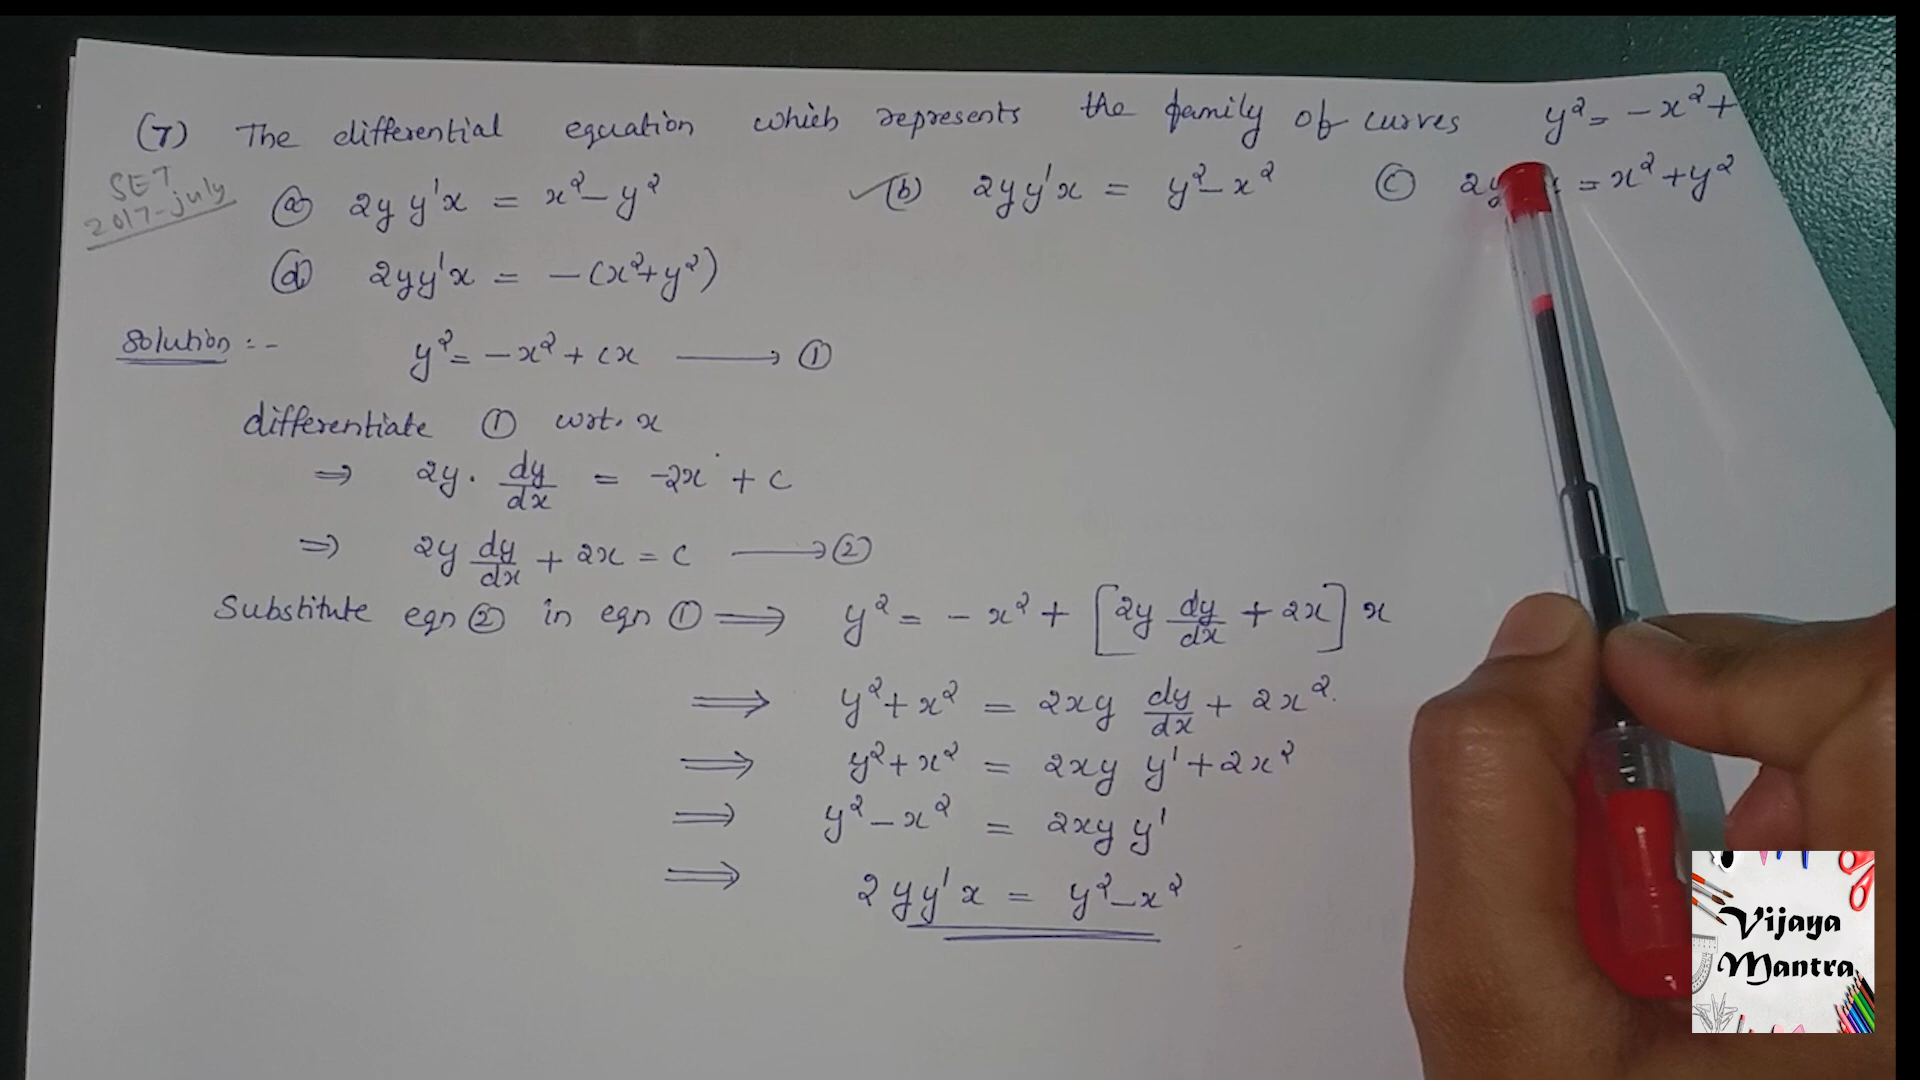 (7) The differential equation which represents the family of curves y² = -x² +
SET
2017-July
(a) 2yy'x = x² - y² (b) 2yy'x = y² - x² (c) = x² + y²
(d) 2yy'x = -(x² + y²)
Solution :- y² = -x² + cx → ①
differentiate ① wrt. x
⇒ 2y · dy/dx = -2x + c
⇒ 2y dy/dx + 2x = c → ②
Substitute eqn ② in eqn ① ⇒ y² = -x² + [2y dy/dx + 2x] x
⇒ y² + x² = 2xy dy/dx + 2x².
⇒ y² + x² = 2xy y' + 2x²
⇒ y² - x² = 2xy y'
⇒ 2yy'x = y² - x²
Vijaya
Mantra